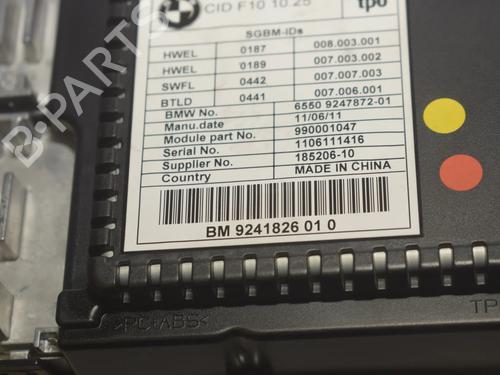 CID F10 10.25 tpo
SGBM-IDs
HWEL 0187 008.003.001
HWEL 0189 007.003.002
SWFL 0442 007.007.003
BTLD 0441 007.006.001
BMW No. 6550 9247872-01
Manu.date 11/06/11
Module part No. 990001047
Serial No. 1106111416
Supplier No. 185206-10
Country MADE IN CHINA
BM 9241826 01 0
>PC+ABS<
TP
B-PARTS